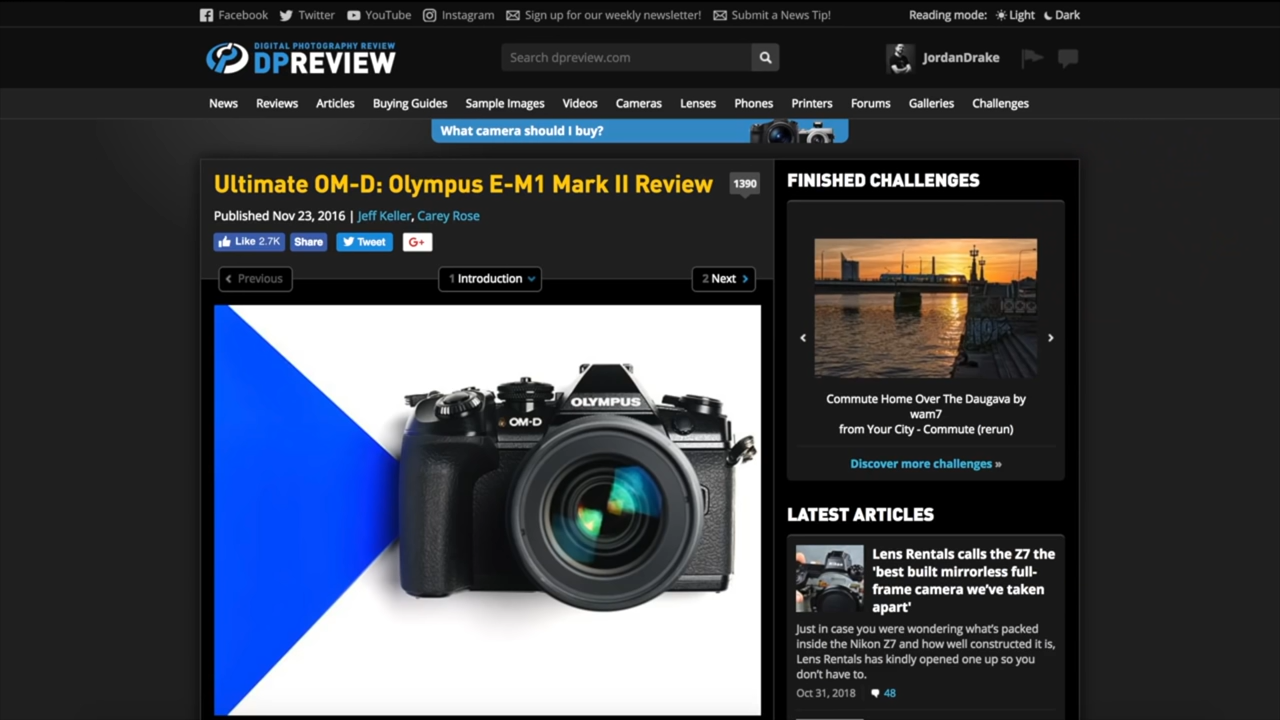 Facebook Twitter YouTube Instagram Sign up for our weekly newsletter! Submit a News Tip! Reading mode: Light Dark
DIGITAL PHOTOGRAPHY REVIEW
DPREVIEW
Search dpreview.com
JordanDrake
News Reviews Articles Buying Guides Sample Images Videos Cameras Lenses Phones Printers Forums Galleries Challenges
What camera should I buy?
Ultimate OM-D: Olympus E-M1 Mark II Review
1390
Published Nov 23, 2016 | Jeff Keller, Carey Rose
Like 2.7K Share Tweet G+
Previous 1 Introduction 2 Next
OLYMPUS
OM-D
FINISHED CHALLENGES
Commute Home Over The Daugava by
wam7
from Your City - Commute (rerun)
Discover more challenges »
LATEST ARTICLES
Lens Rentals calls the Z7 the
'best built mirrorless full-
frame camera we've taken
apart'
Just in case you were wondering what's packed
inside the Nikon Z7 and how well constructed it is,
Lens Rentals has kindly opened one up so you
don't have to.
Oct 31, 2018 48